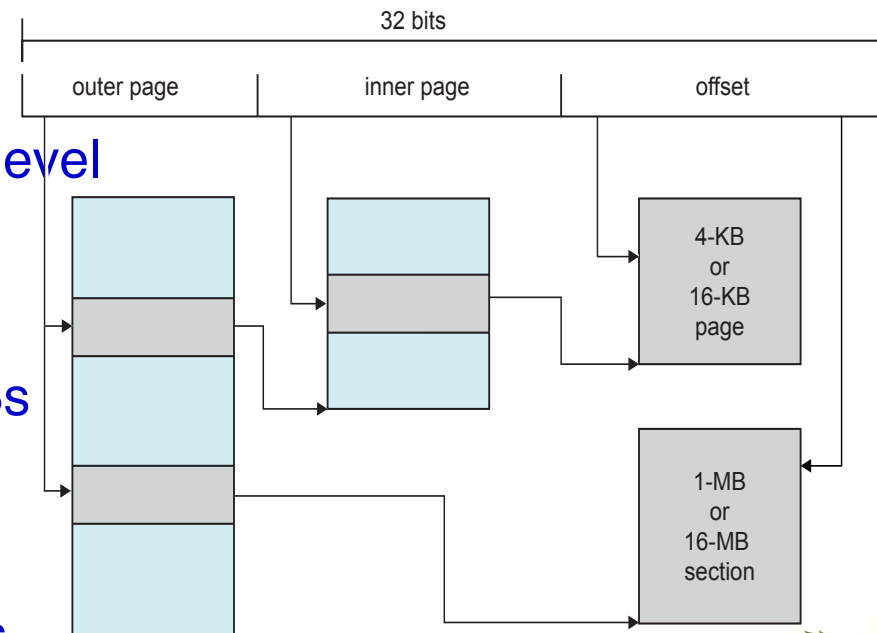 32 bits
outer page inner page offset
evel
4-KB
or
16-KB
page
s
1-MB
or
16-MB
section